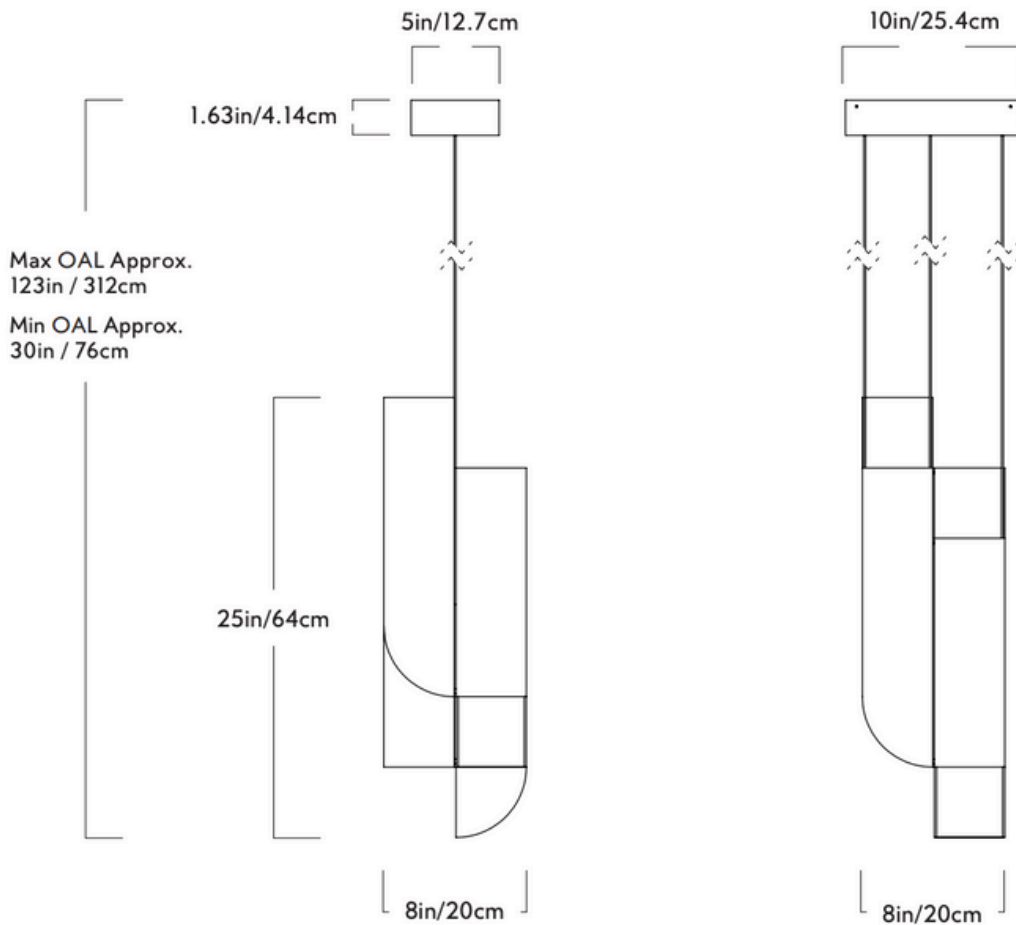 5in/12.7cm
10in/25.4cm
1.63in/4.14cm
Max OAL Approx.
123in / 312cm
Min OAL Approx.
30in / 76cm
25in/64cm
8in/20cm
8in/20cm